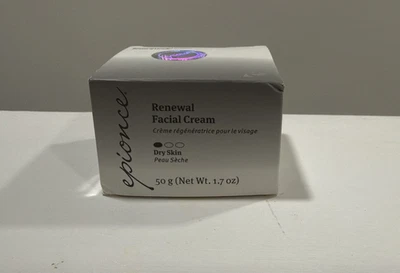 epionce
Renewal
Facial Cream
Crème régénératrice pour le visage
Dry Skin
Peau Sèche
50 g (Net Wt. 1.7 oz)